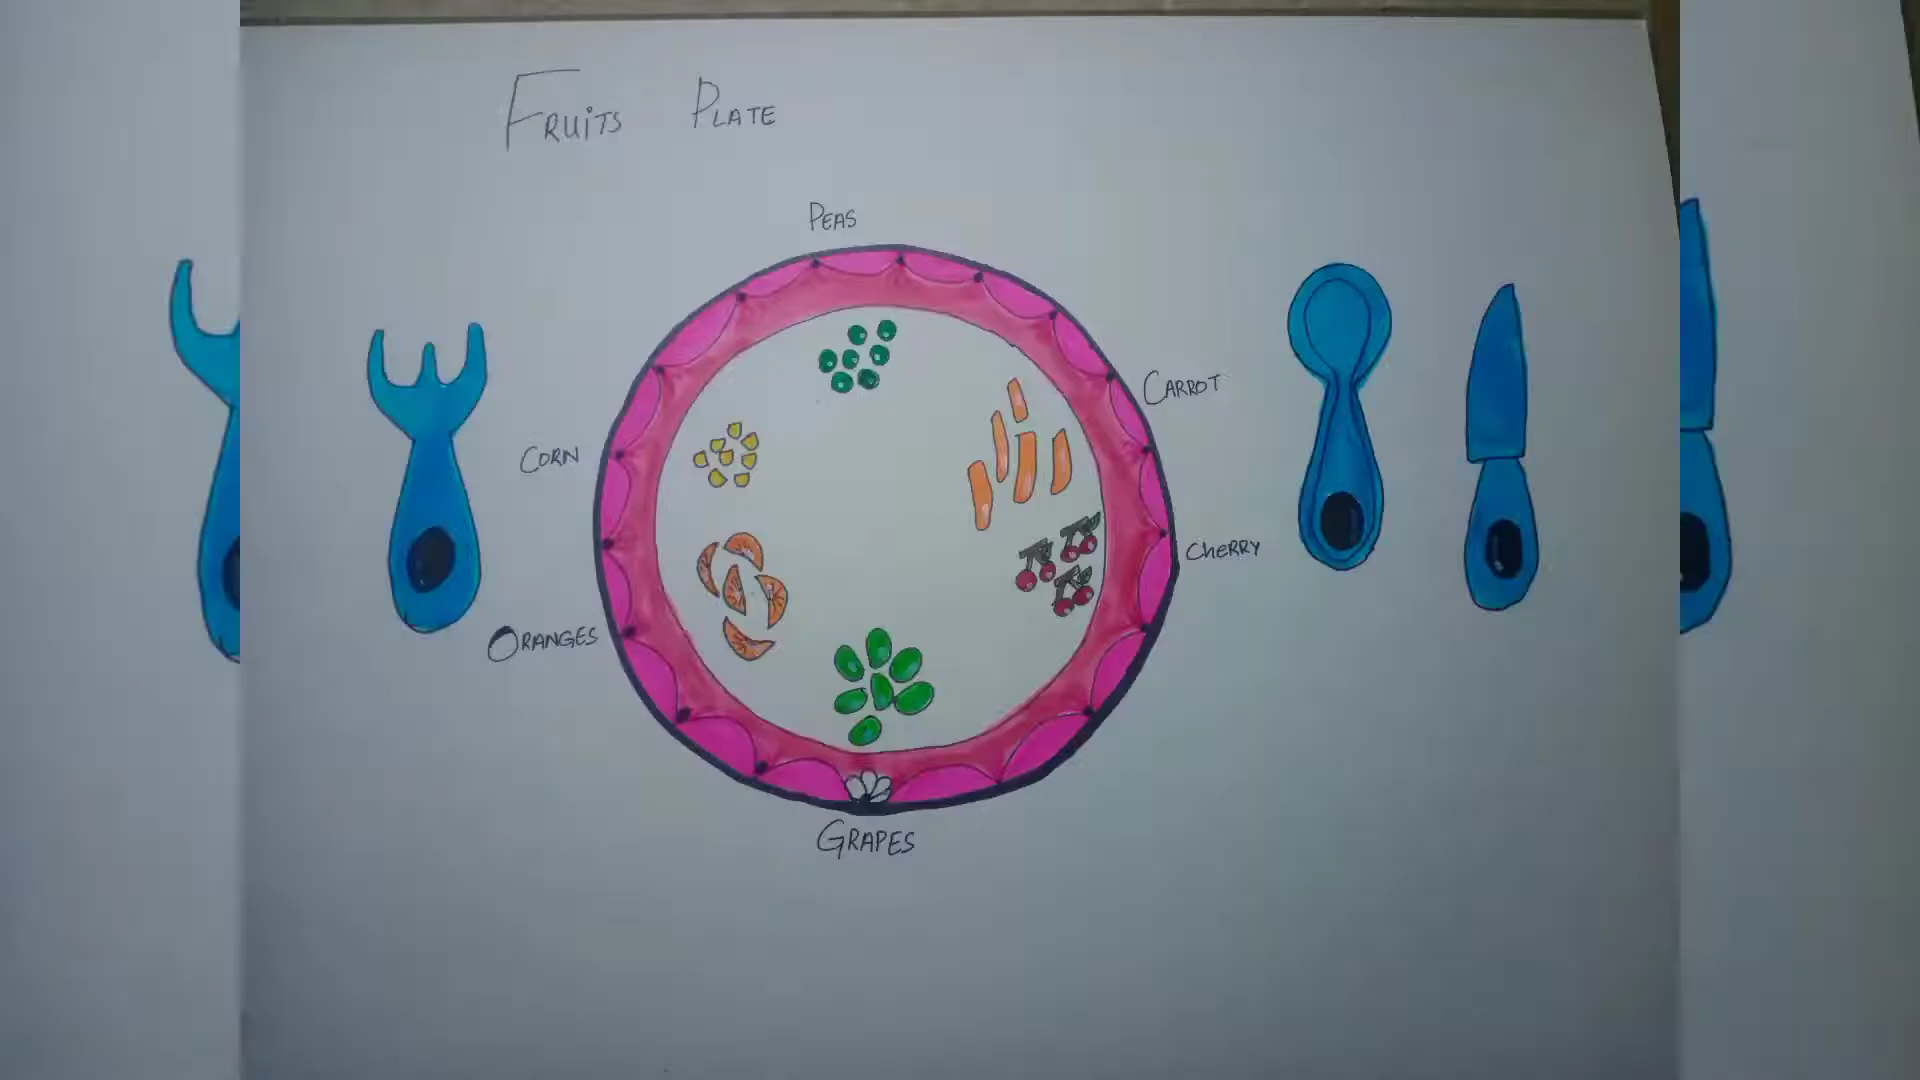 FRUiTS PLATE
PEAS
CARROT
CORN
CheRRY
ORANGES
GRAPES